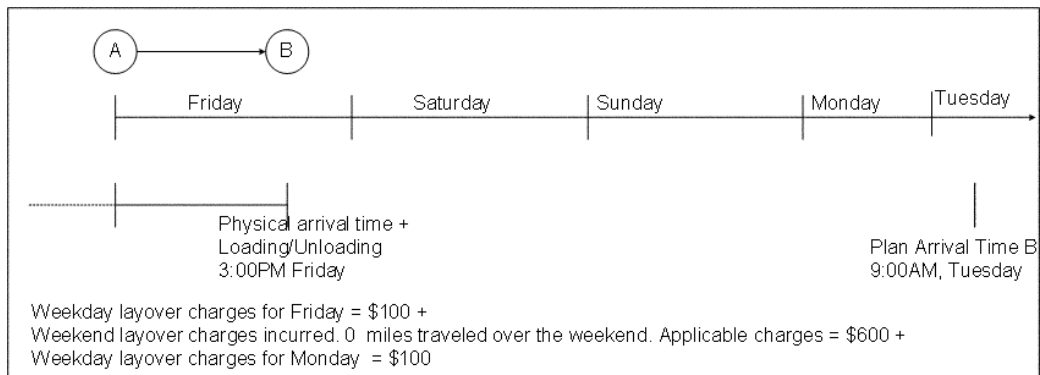 A B
Friday Saturday Sunday Monday Tuesday
Physical arrival time +
Loading/Unloading
3:00PM Friday
Plan Arrival Time B
9:00AM, Tuesday
Weekday layover charges for Friday = $100 +
Weekend layover charges incurred. 0 miles traveled over the weekend. Applicable charges = $600 +
Weekday layover charges for Monday = $100